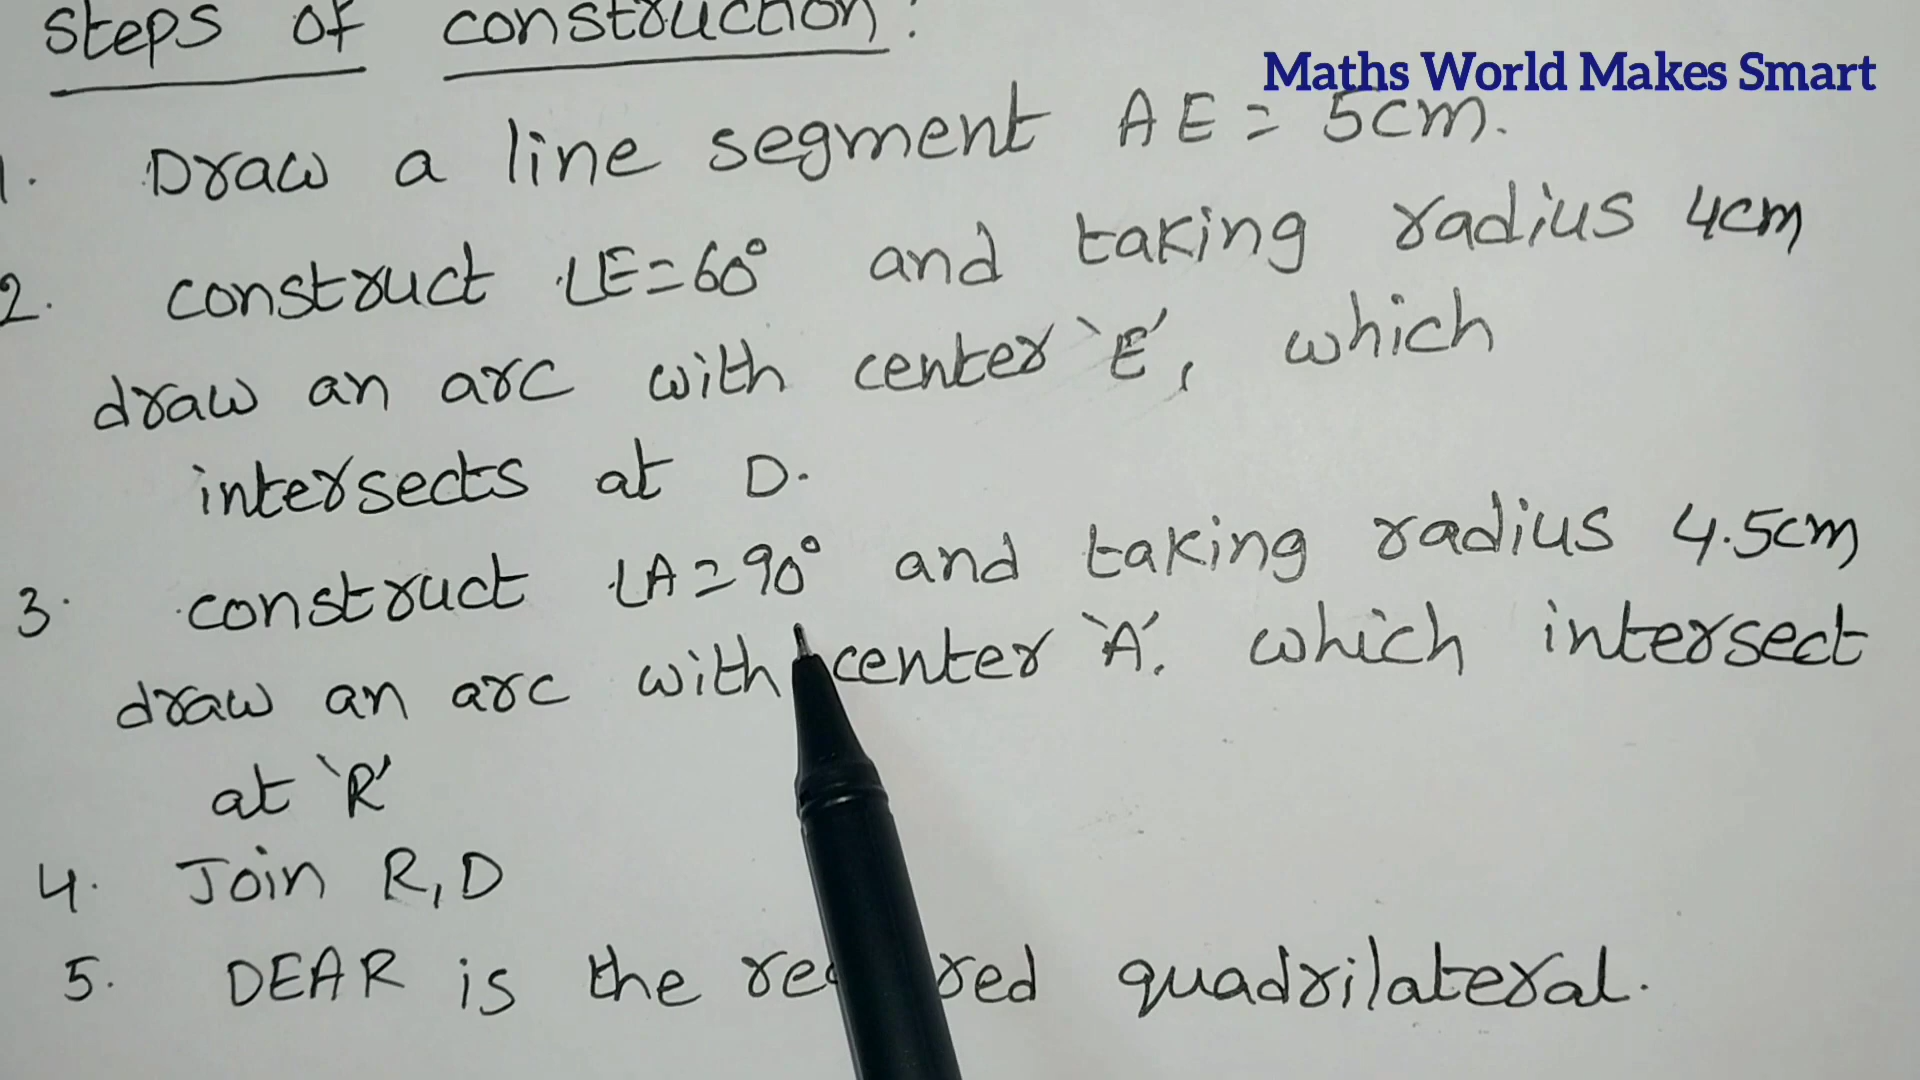 Steps of construction:
Maths World Makes Smart
1. Draw a line segment AE = 5cm.
2. construct ∠E=60° and taking radius 4cm
draw an arc with center `E', which
intersects at D.
3. construct ∠A=90° and taking radius 4.5cm
draw an arc with center `A'. which intersect
at `R'
4. Join R,D
5. DEAR is the quadrilateral.